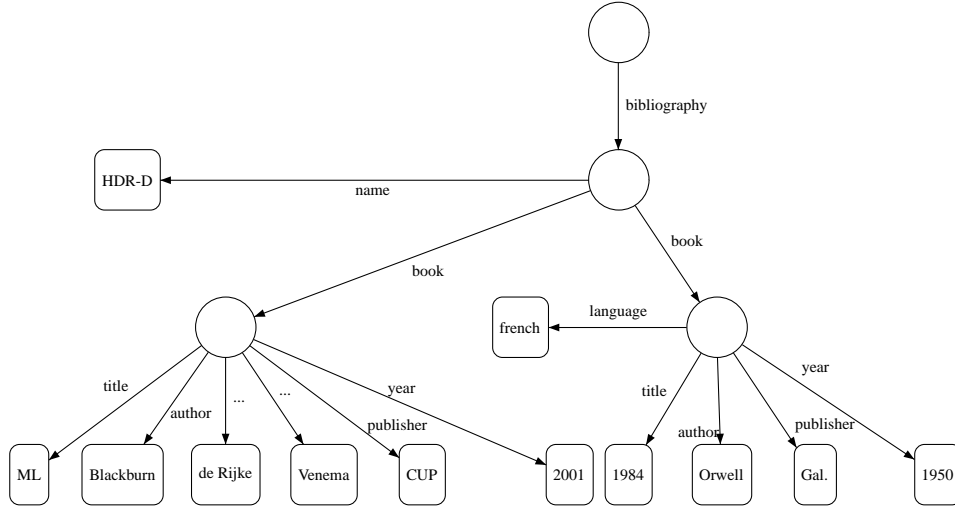 bibliography
HDR-D
name
book
book
french
language
title
author
...
...
publisher
year
title
author
publisher
year
ML
Blackburn
de Rijke
Venema
CUP
2001
1984
Orwell
Gal.
1950